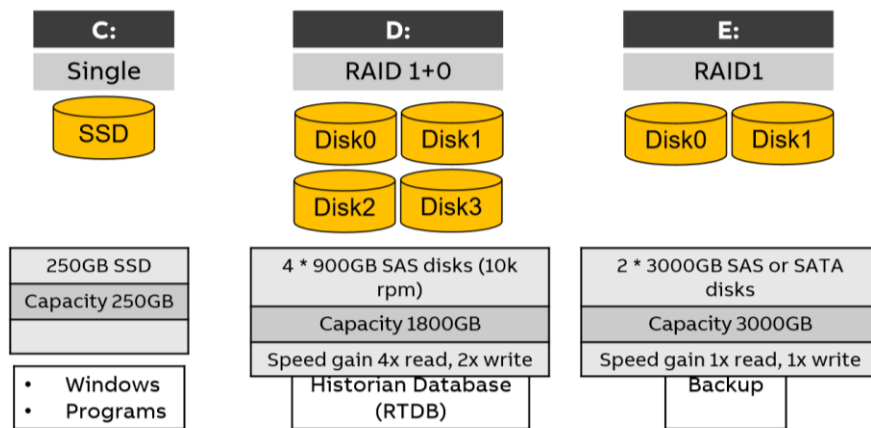 C:
Single
SSD
250GB SSD
Capacity 250GB
• Windows
• Programs
D:
RAID 1+0
Disk0 Disk1
Disk2 Disk3
4 * 900GB SAS disks (10k
rpm)
Capacity 1800GB
Speed gain 4x read, 2x write
Historian Database
(RTDB)
E:
RAID1
Disk0 Disk1
2 * 3000GB SAS or SATA
disks
Capacity 3000GB
Speed gain 1x read, 1x write
Backup